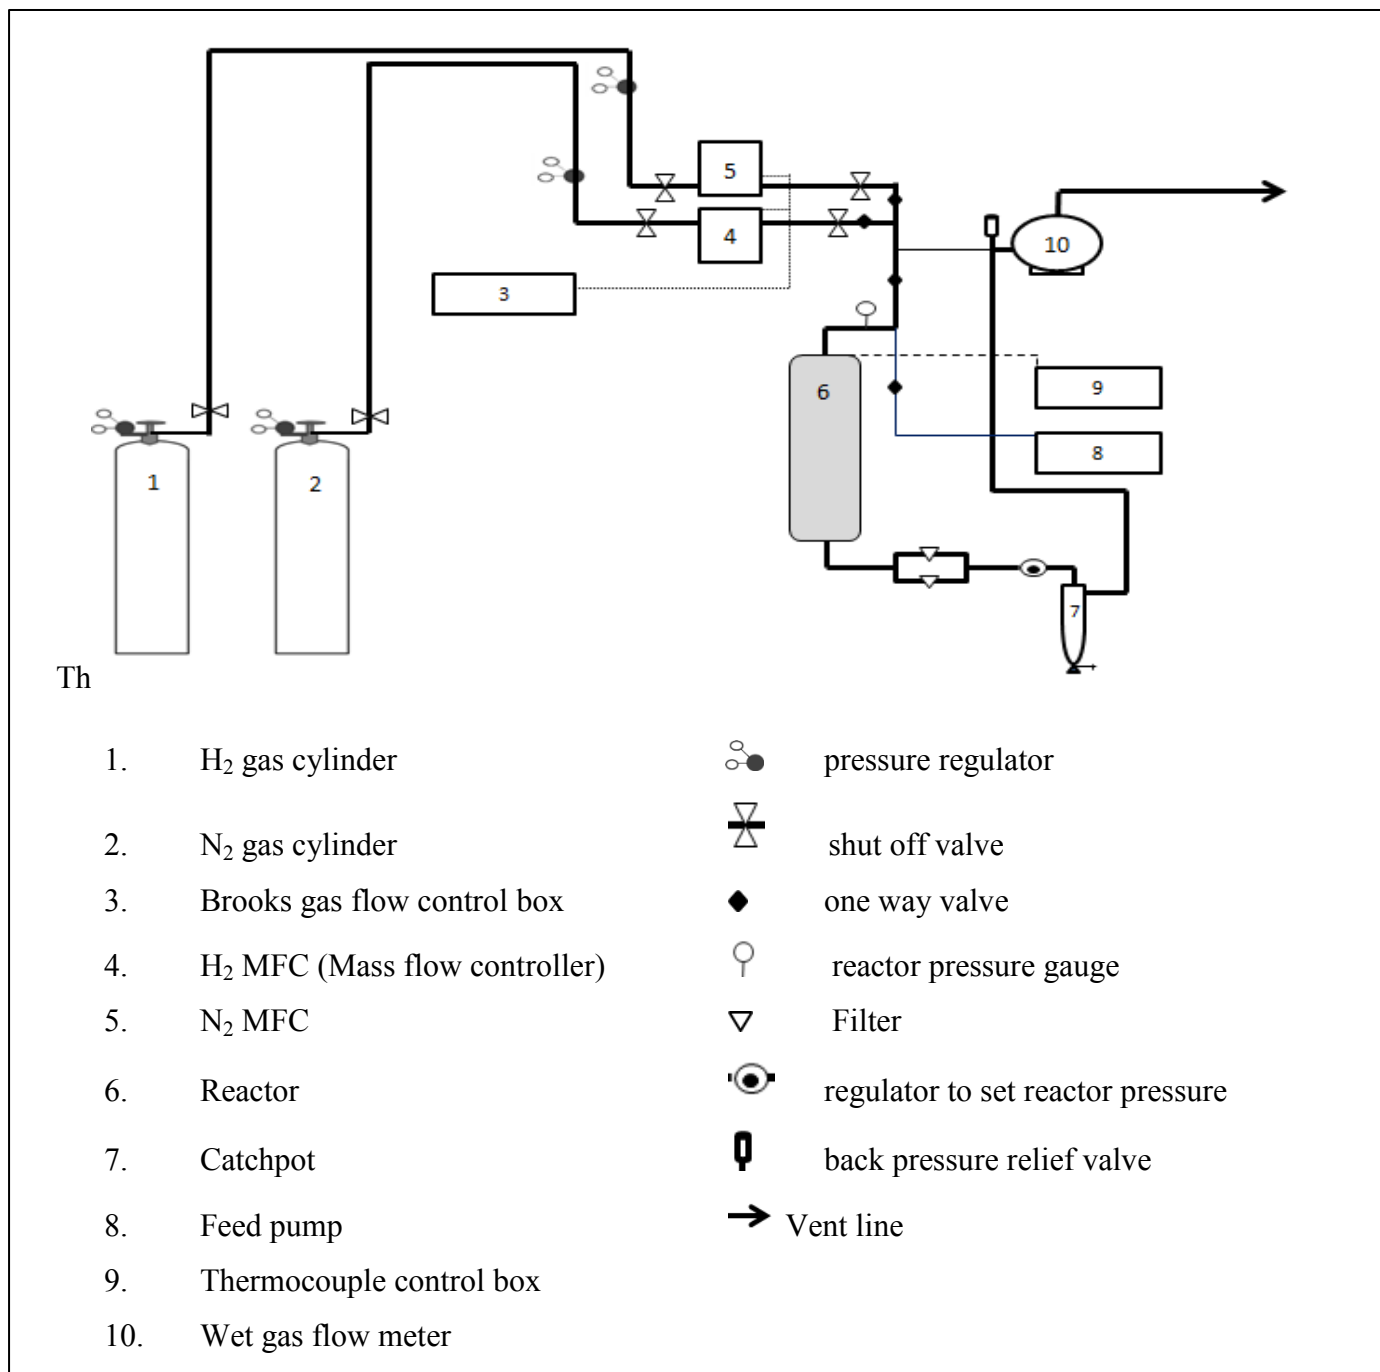 5
4
10
3
6
9
8
1
2
7
Th
1. H₂ gas cylinder pressure regulator
2. N₂ gas cylinder shut off valve
3. Brooks gas flow control box one way valve
4. H₂ MFC (Mass flow controller) reactor pressure gauge
5. N₂ MFC Filter
6. Reactor regulator to set reactor pressure
7. Catchpot back pressure relief valve
8. Feed pump Vent line
9. Thermocouple control box
10. Wet gas flow meter